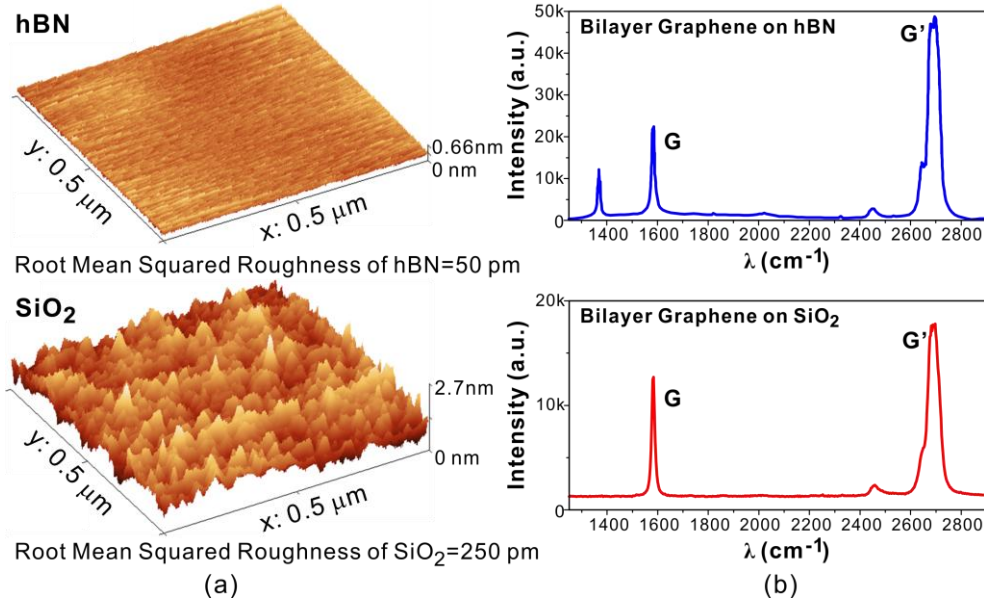 hBN
0.66nm
0 nm
y: 0.5 μm
x: 0.5 μm
Root Mean Squared Roughness of hBN=50 pm
SiO₂
2.7nm
0 nm
y: 0.5 μm
x: 0.5 μm
Root Mean Squared Roughness of SiO₂=250 pm
(a)
50k
40k
30k
20k
10k
0
Intensity (a.u.)
Bilayer Graphene on hBN
G'
G
1400 1600 1800 2000 2200 2400 2600 2800
λ (cm⁻¹)
20k
10k
0
Intensity (a.u.)
Bilayer Graphene on SiO₂
G'
G
1400 1600 1800 2000 2200 2400 2600 2800
λ (cm⁻¹)
(b)